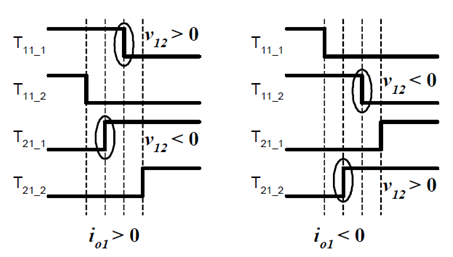 T11_1
v12 > 0
T11_2
T21_1
v12 < 0
T21_2
io1 > 0
T11_1
T11_2
v12 < 0
T21_1
T21_2
v12 > 0
io1 < 0